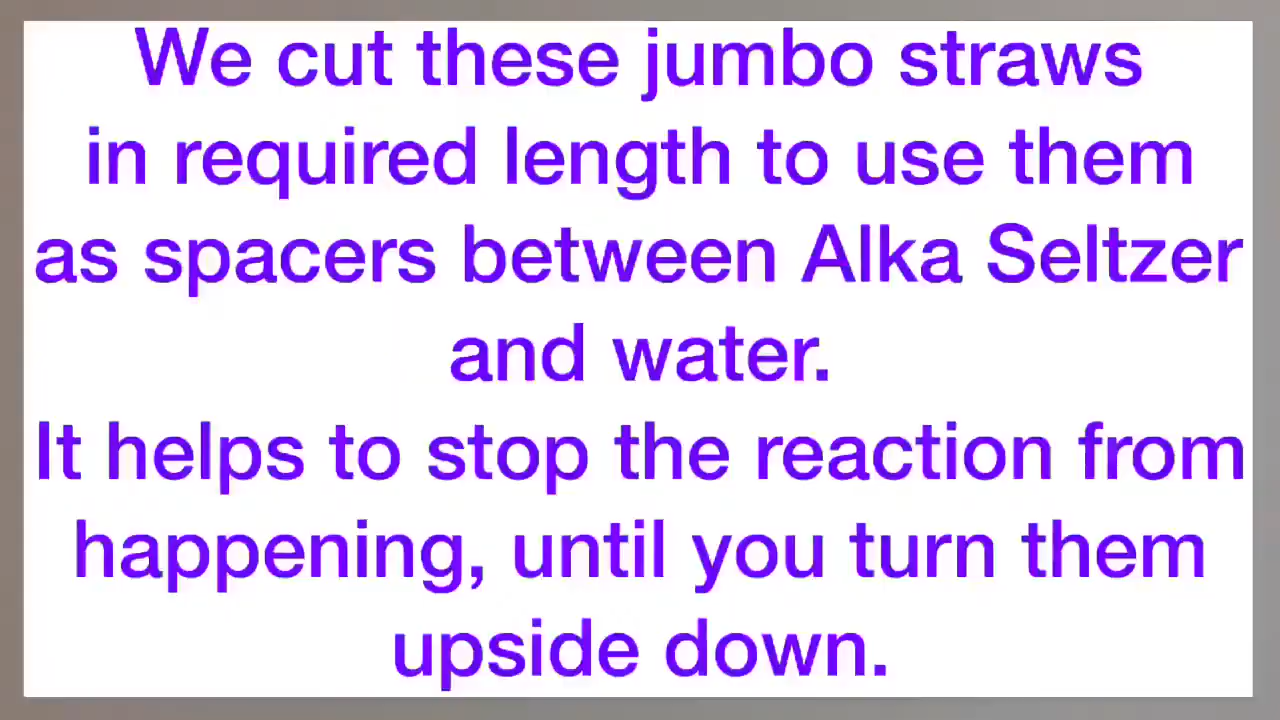 We cut these jumbo straws
in required length to use them
as spacers between Alka Seltzer
and water.
It helps to stop the reaction from
happening, until you turn them
upside down.